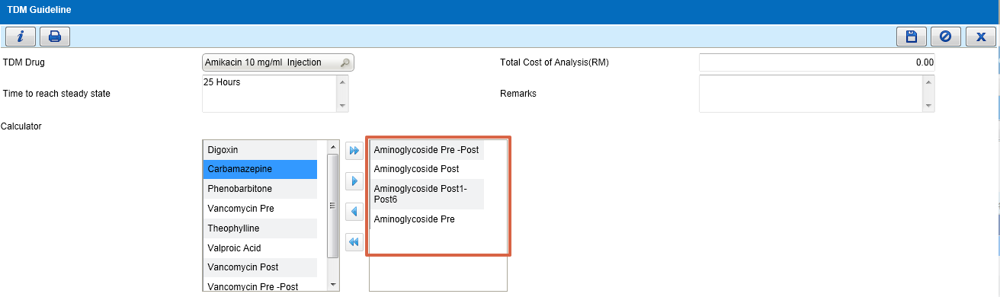 TDM Guideline
TDM Drug
Amikacin 10 mg/ml  Injection
Total Cost of Analysis(RM)
0.00
25 Hours
Time to reach steady state
Remarks
Calculator
Digoxin
Carbamazepine
Phenobarbitone
Vancomycin Pre
Theophylline
Valproic Acid
Vancomycin Post
Vancomycin Pre -Post
Aminoglycoside Pre -Post
Aminoglycoside Post
Aminoglycoside Post1-
Post6
Aminoglycoside Pre